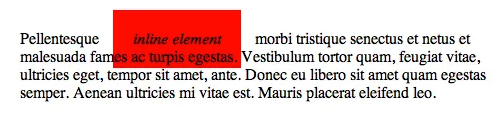 Pellentesque inline element morbi tristique senectus et netus et
malesuada fames ac turpis egestas. Vestibulum tortor quam, feugiat vitae,
ultricies eget, tempor sit amet, ante. Donec eu libero sit amet quam egestas
semper. Aenean ultricies mi vitae est. Mauris placerat eleifend leo.